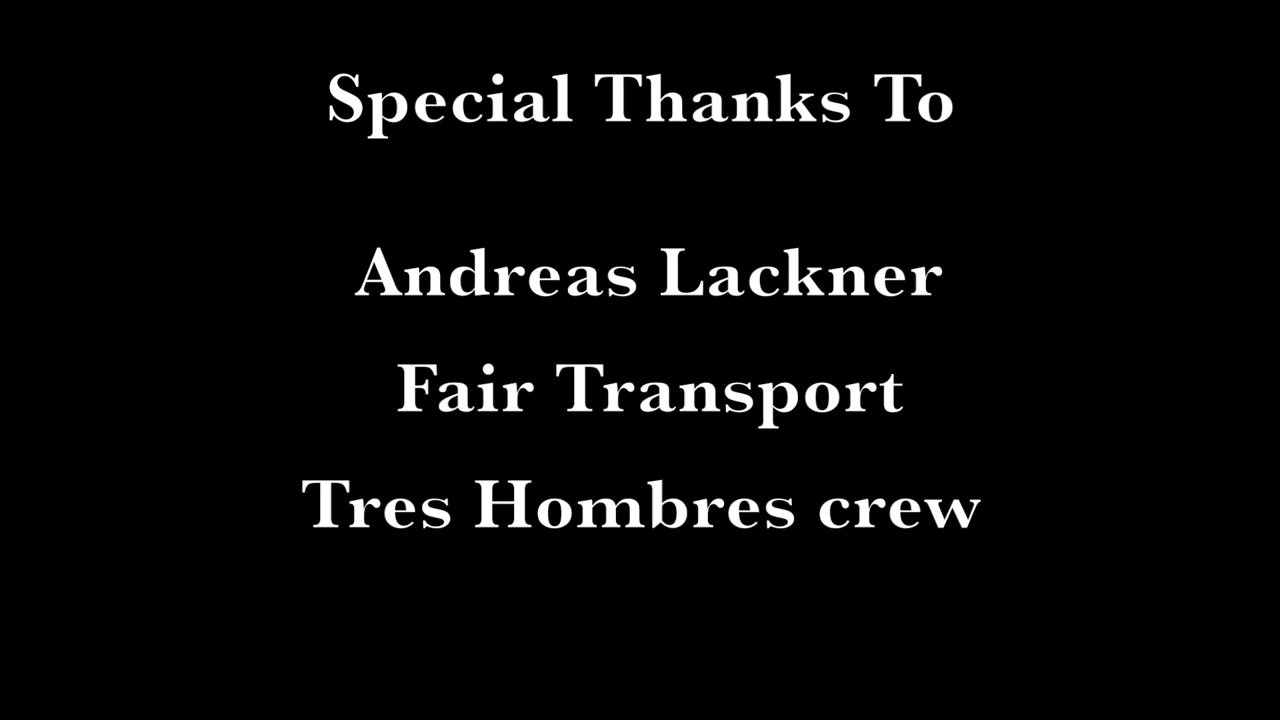 Special Thanks To
Andreas Lackner
Fair Transport
Tres Hombres crew